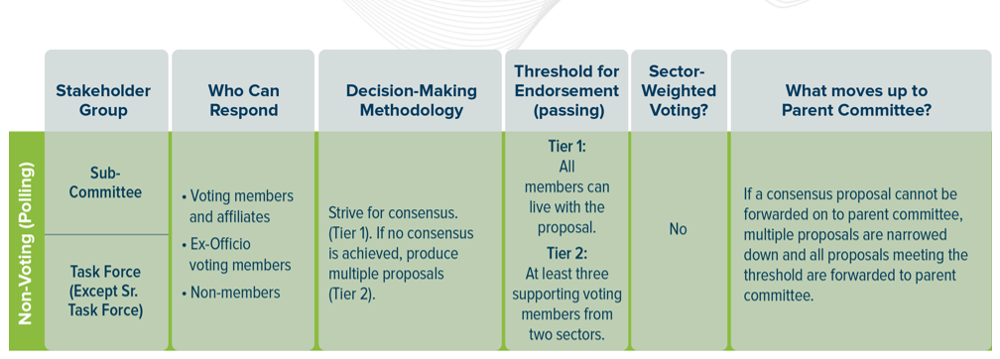 Stakeholder
Group
Who Can
Respond
Decision-Making
Methodology
Threshold for
Endorsement
(passing)
Sector-
Weighted
Voting?
What moves up to
Parent Committee?
Non-Voting (Polling)
Sub-
Committee
Task Force
(Except Sr.
Task Force)
• Voting members
and affiliates
• Ex-Officio
voting members
• Non-members
Strive for consensus.
(Tier 1). If no consensus
is achieved, produce
multiple proposals
(Tier 2).
Tier 1:
All
members can
live with the
proposal.
Tier 2:
At least three
supporting voting
members from
two sectors.
No
If a consensus proposal cannot be
forwarded on to parent committee,
multiple proposals are narrowed
down and all proposals meeting the
threshold are forwarded to parent
committee.